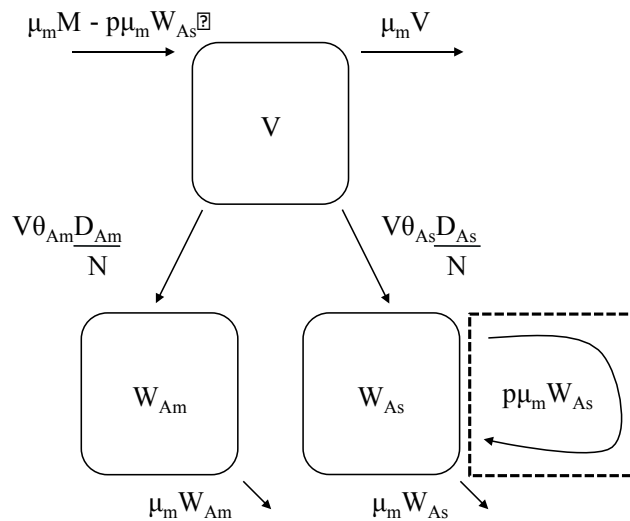 μmM - pμmWAs�
μmV
V
VθAmDAm
N
VθAsDAs
N
WAm
WAs
pμmWAs
μmWAm
μmWAs